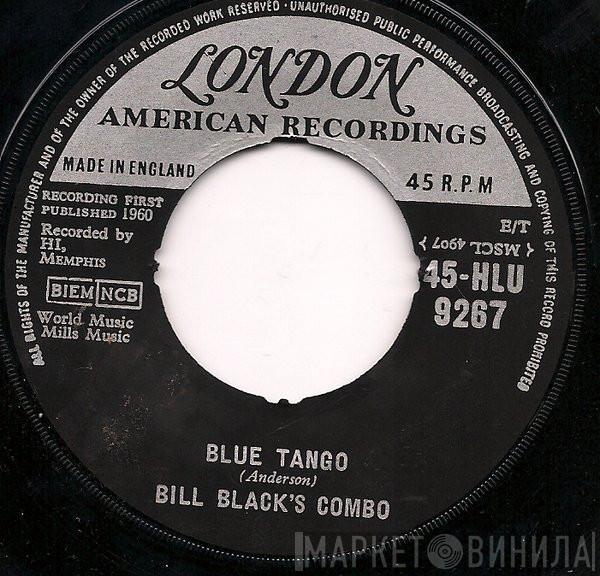 ALL RIGHTS OF THE MANUFACTURER AND OF THE OWNER OF THE RECORDED WORK RESERVED · UNAUTHORISED PUBLIC PERFORMANCE BROADCASTING AND COPYING OF THIS RECORD PROHIBITED
LONDON
AMERICAN RECORDINGS
MADE IN ENGLAND
45 R.P.M
RECORDING FIRST
PUBLISHED 1960
Recorded by
HI,
MEMPHIS
BIEM NCB
World Music
Mills Music
E/T
(MSCL 4907)
45-HLU
9267
BLUE TANGO
(Anderson)
BILL BLACK'S COMBO
МАРКЕТ ВИНИЛА